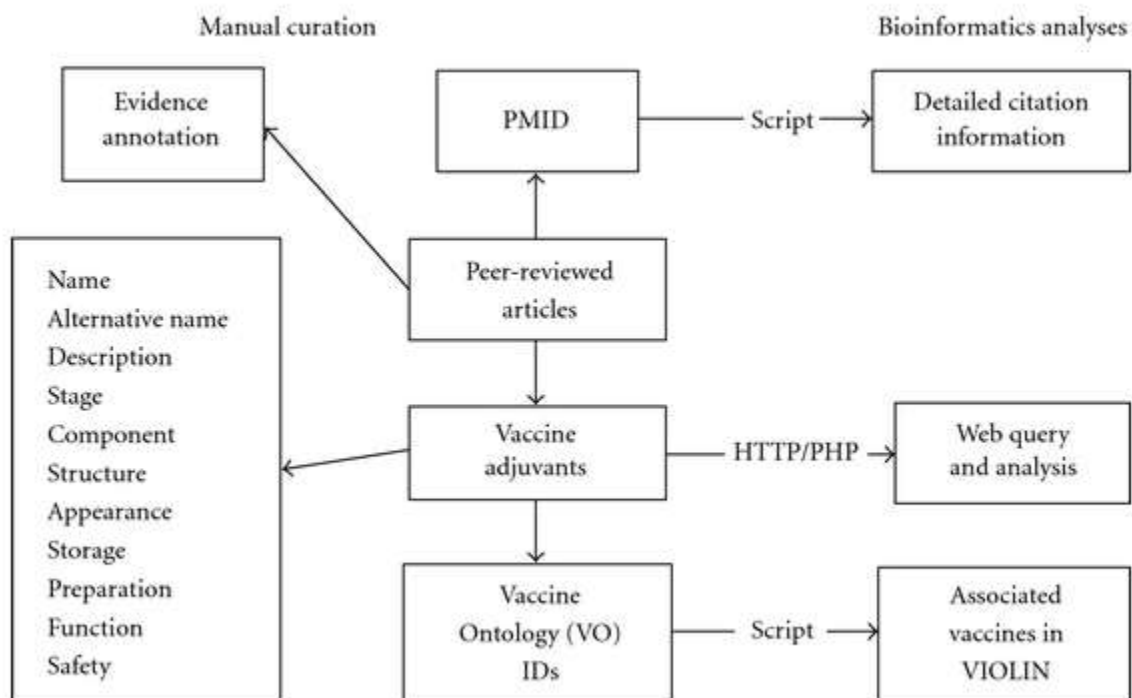 Manual curation
Bioinformatics analyses
Evidence
annotation
PMID
Script
Detailed citation
information
Peer-reviewed
articles
Name
Alternative name
Description
Stage
Component
Structure
Appearance
Storage
Preparation
Function
Safety
Vaccine
adjuvants
HTTP/PHP
Web query
and analysis
Vaccine
Ontology (VO)
IDs
Script
Associated
vaccines in
VIOLIN